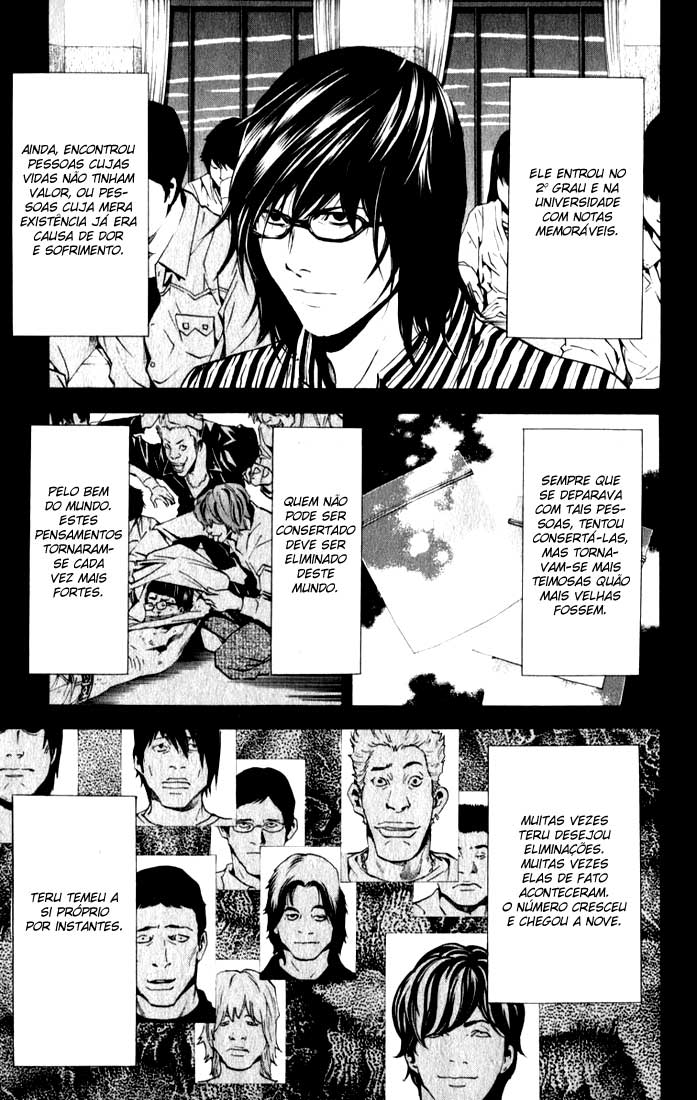 ELE ENTROU NO
2º GRAU E NA
UNIVERSIDADE
COM NOTAS
MEMORÁVEIS.
AINDA, ENCONTROU
PESSOAS CUJAS
VIDAS NÃO TINHAM
VALOR, OU PES-
SOAS CUJA MERA
EXISTÊNCIA JÁ ERA
CAUSA DE DOR
E SOFRIMENTO.
SEMPRE QUE
SE DEPARAVA
COM TAIS PES-
SOAS, TENTOU
CONSERTÁ-LAS,
MAS TORNA-
VAM-SE MAIS
TEIMOSAS QUÃO
MAIS VELHAS
FOSSEM.
QUEM NÃO
PODE SER
CONSERTADO
DEVE SER
ELIMINADO
DESTE
MUNDO.
PELO BEM
DO MUNDO.
ESTES
PENSAMENTOS
TORNARAM-
SE CADA
VEZ MAIS
FORTES.
MUITAS VEZES
TERU DESEJOU
ELIMINAÇÕES.
MUITAS VEZES
ELAS DE FATO
ACONTECERAM.
O NÚMERO CRESCEU
E CHEGOU A NOVE.
TERU TEMEU A
SI PRÓPRIO
POR INSTANTES.